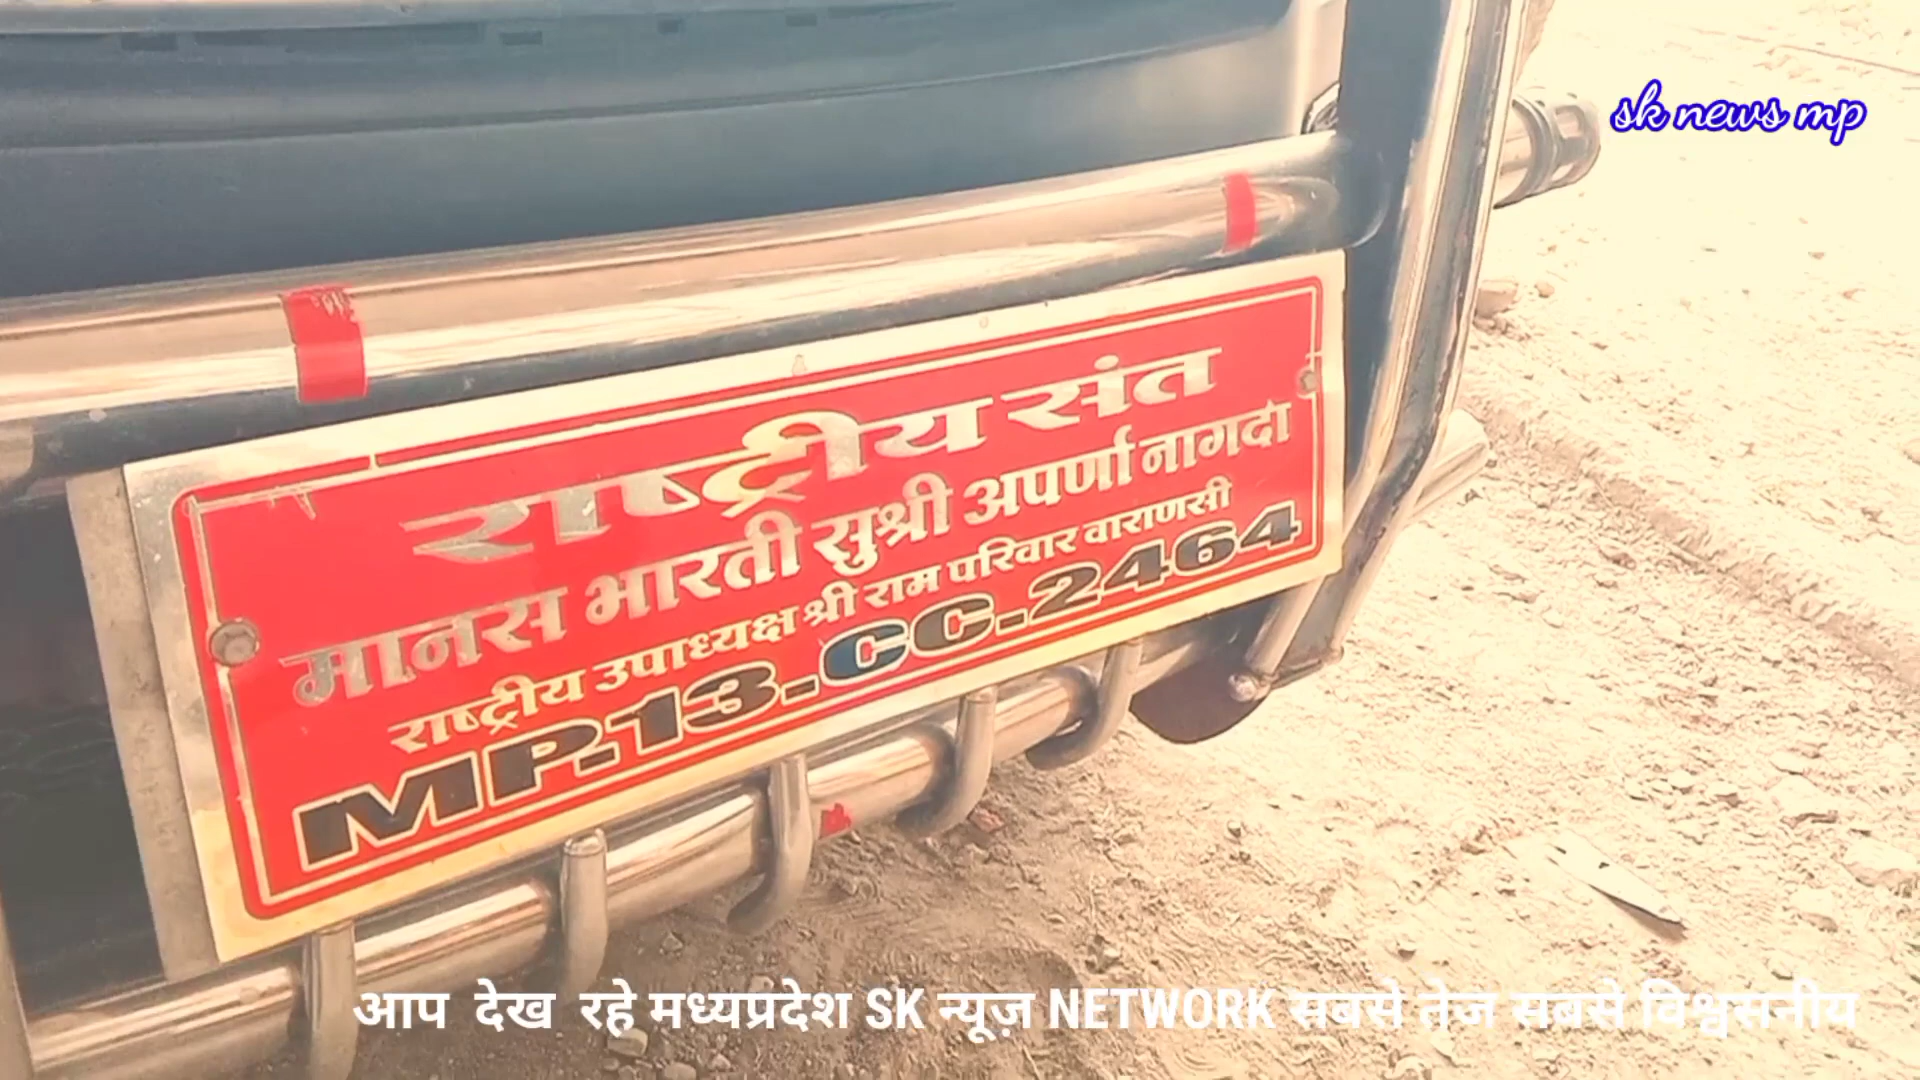 sk news mp
राष्ट्रीय संत
मानस भारती सुश्री अपर्णा नागदा
राष्ट्रीय उपाध्यक्ष श्री राम परिवार वाराणसी
MP.13-CC.2464
आप देख रहे मध्यप्रदेश SK न्यूज़ NETWORK सबसे तेज सबसे विश्वसनीय